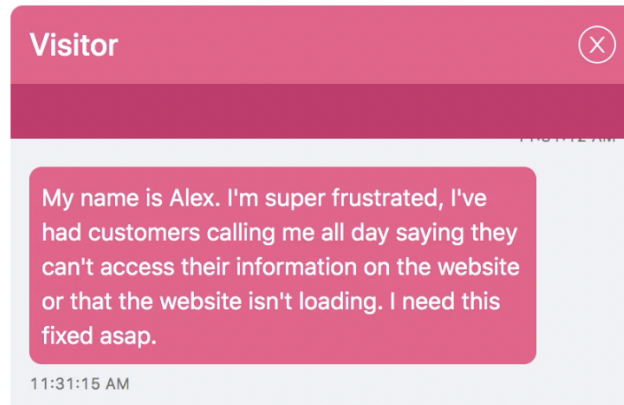 Visitor
My name is Alex. I'm super frustrated, I've
had customers calling me all day saying they
can't access their information on the website
or that the website isn't loading. I need this
fixed asap.
11:31:15 AM